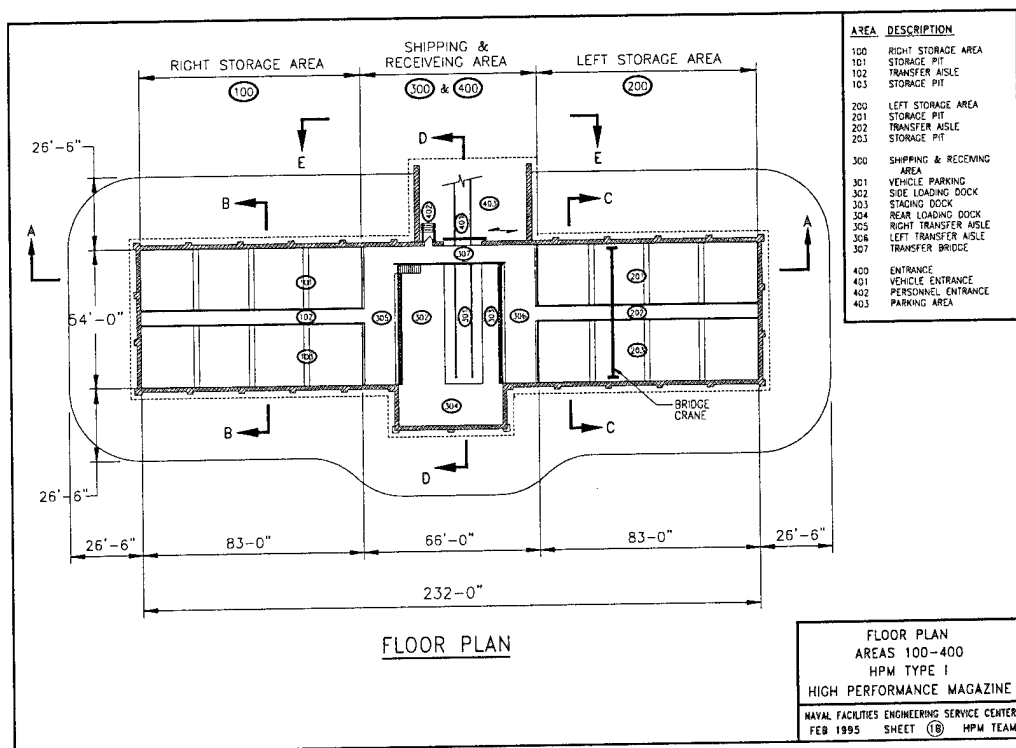 RIGHT STORAGE AREA
100
SHIPPING &
RECEIVEING AREA
300 & 400
LEFT STORAGE AREA
200
AREA DESCRIPTION
100 RIGHT STORAGE AREA
101 STORAGE PIT
102 TRANSFER AISLE
103 STORAGE PIT
200 LEFT STORAGE AREA
201 STORAGE PIT
202 TRANSFER AISLE
203 STORAGE PIT
300 SHIPPING & RECEIVING
AREA
301 VEHICLE PARKING
302 SIDE LOADING DOCK
303 STAGING DOCK
304 REAR LOADING DOCK
305 RIGHT TRANSFER AISLE
306 LEFT TRANSFER AISLE
307 TRANSFER BRIDGE
400 ENTRANCE
401 VEHICLE ENTRANCE
402 PERSONNEL ENTRANCE
403 PARKING AREA
26'-6"
E
D
E
B
C
A
A
402
401
403
307
101
102
103
305
302
301
303
306
201
202
203
304
54'-0"
BRIDGE
CRANE
B
C
D
26'-6"
26'-6"
83-0"
66'-0"
83-0"
26'-6"
232-0"
FLOOR PLAN
FLOOR PLAN
AREAS 100-400
HPM TYPE I
HIGH PERFORMANCE MAGAZINE
NAVAL FACILITIES ENGINEERING SERVICE CENTER
FEB 1995 SHEET 1B HPM TEAM